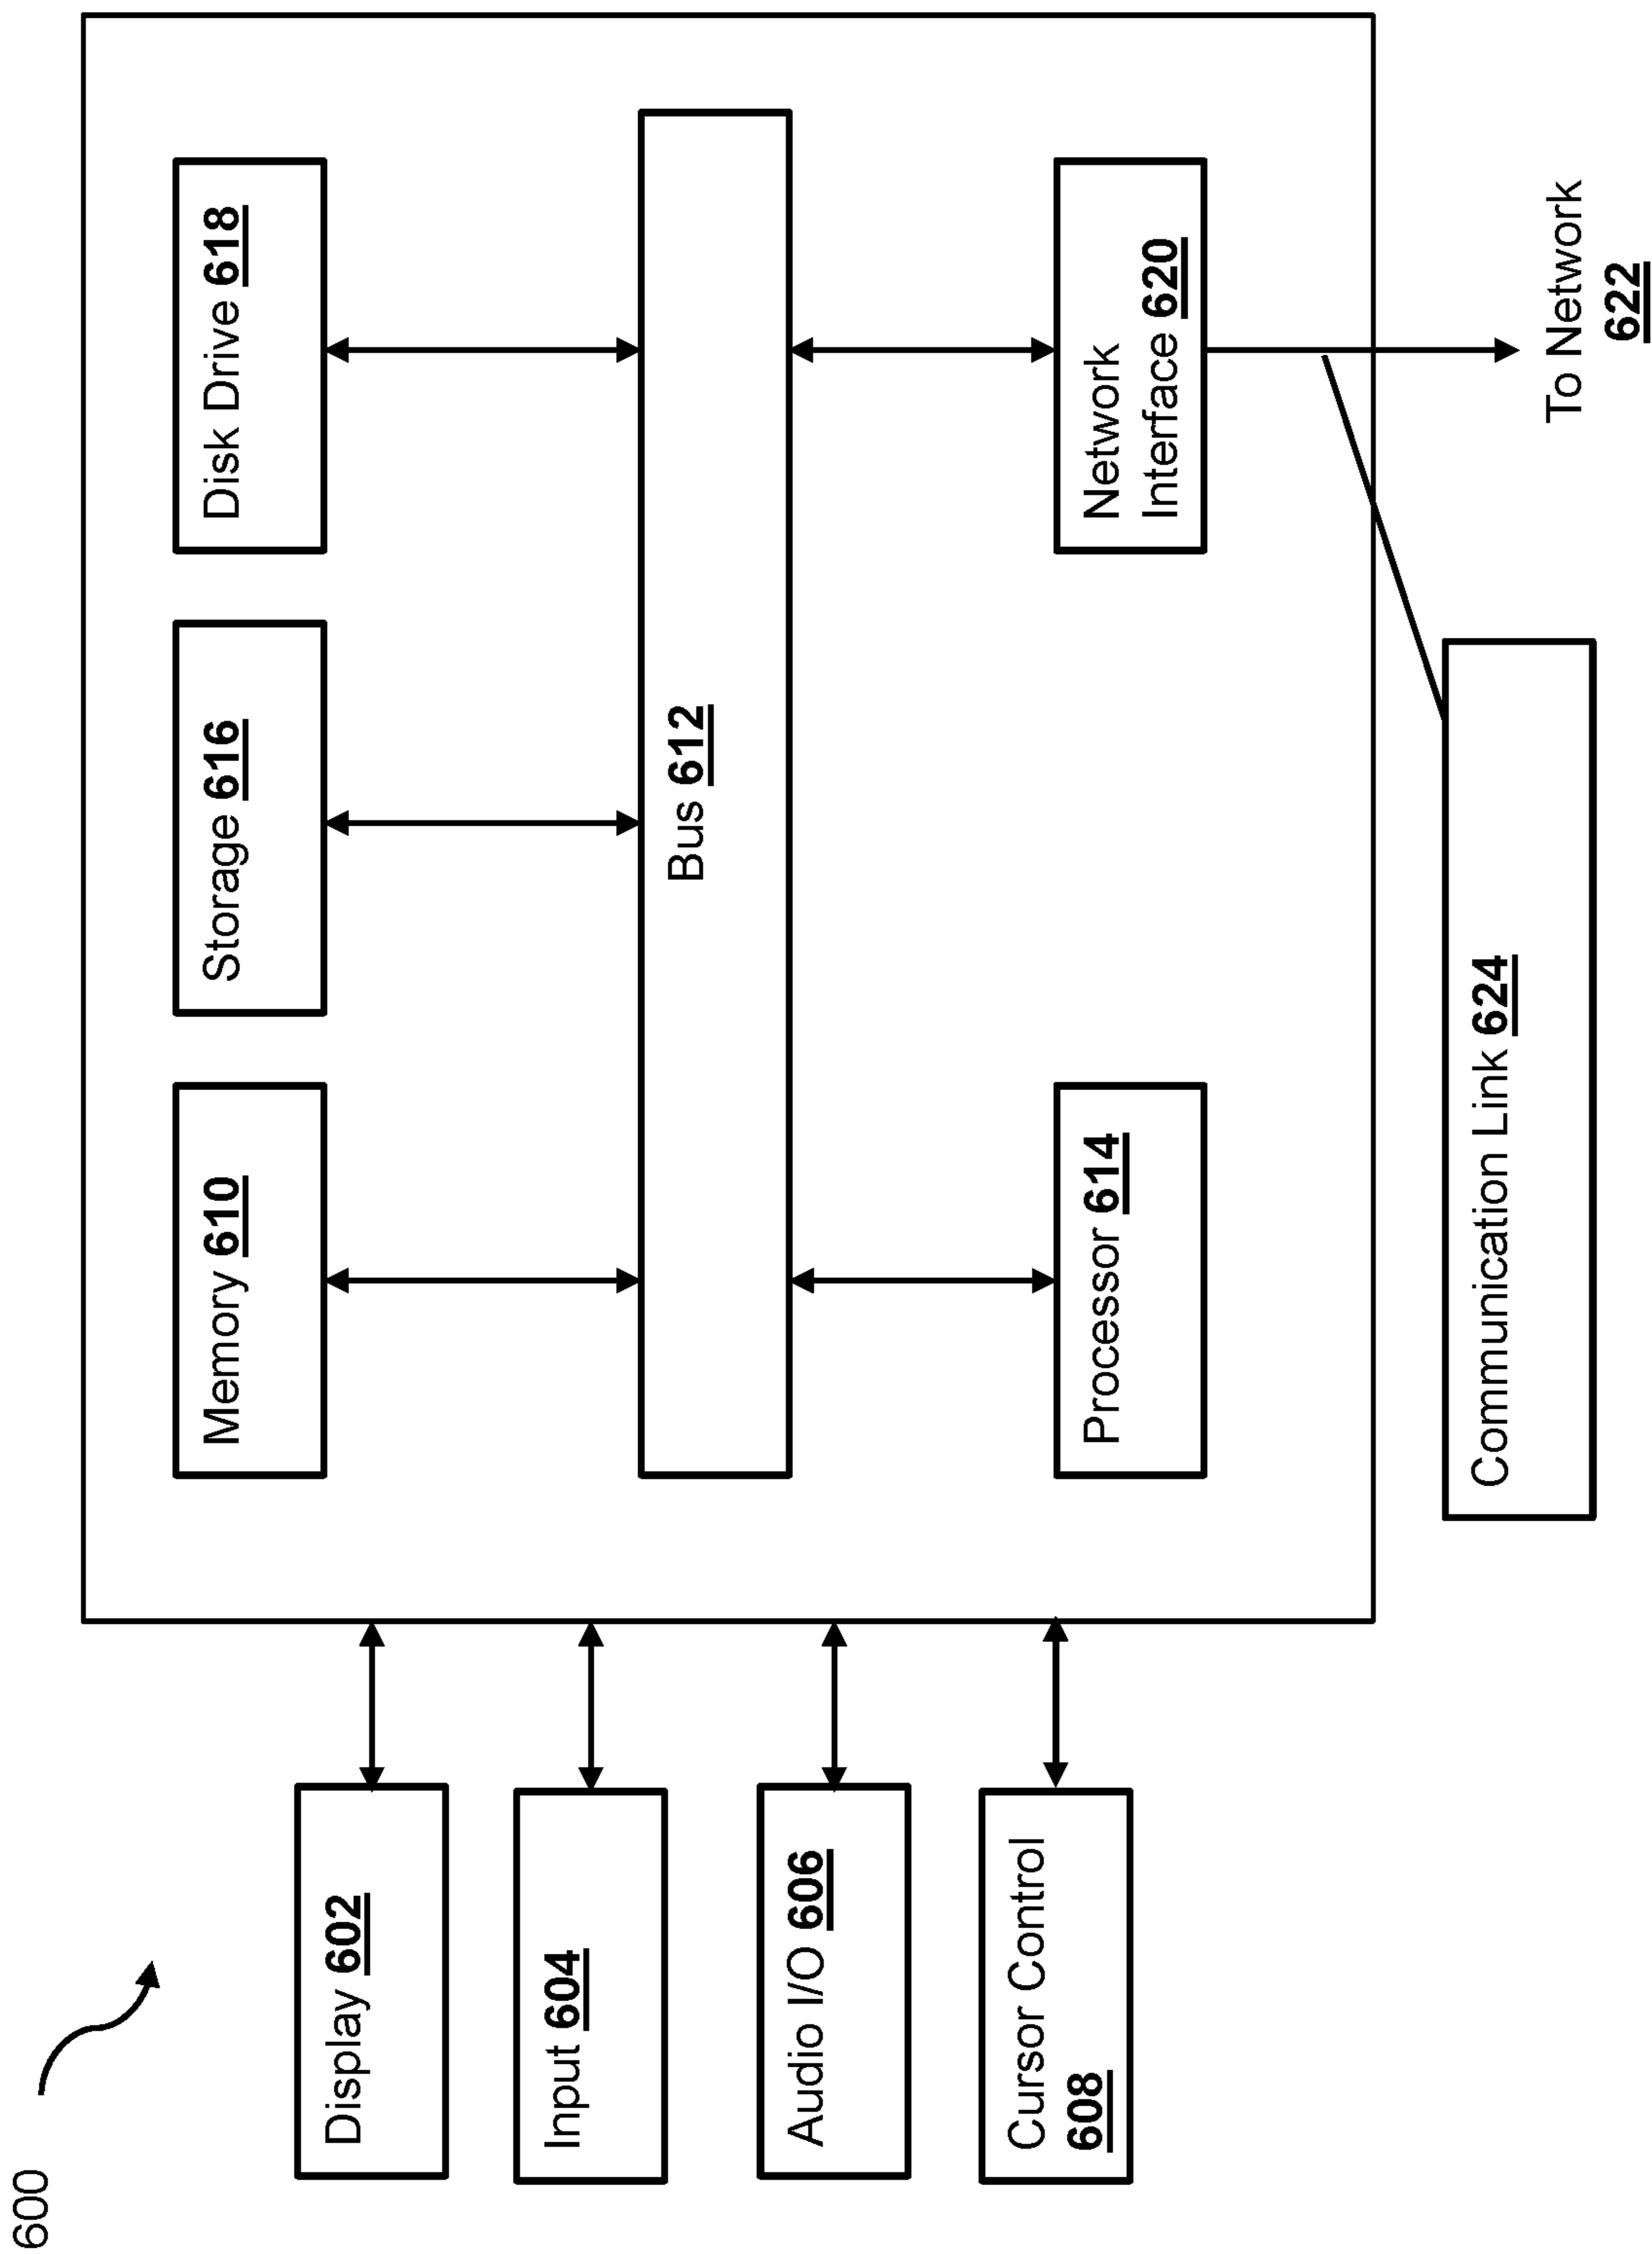 600
Display 602
Input 604
Audio I/O 606
Cursor Control
608
Memory 610
Storage 616
Disk Drive 618
Bus 612
Processor 614
Network
Interface 620
Communication Link 624
To Network
622